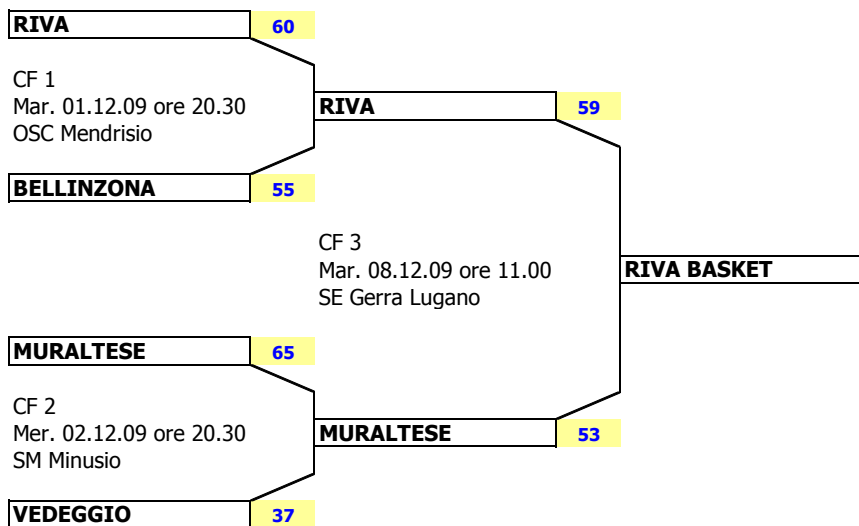 RIVA 60
CF 1
Mar. 01.12.09 ore 20.30
OSC Mendrisio
BELLINZONA 55
RIVA 59
CF 3
Mar. 08.12.09 ore 11.00
SE Gerra Lugano
RIVA BASKET
MURALTESE 65
CF 2
Mer. 02.12.09 ore 20.30
SM Minusio
VEDEGGIO 37
MURALTESE 53